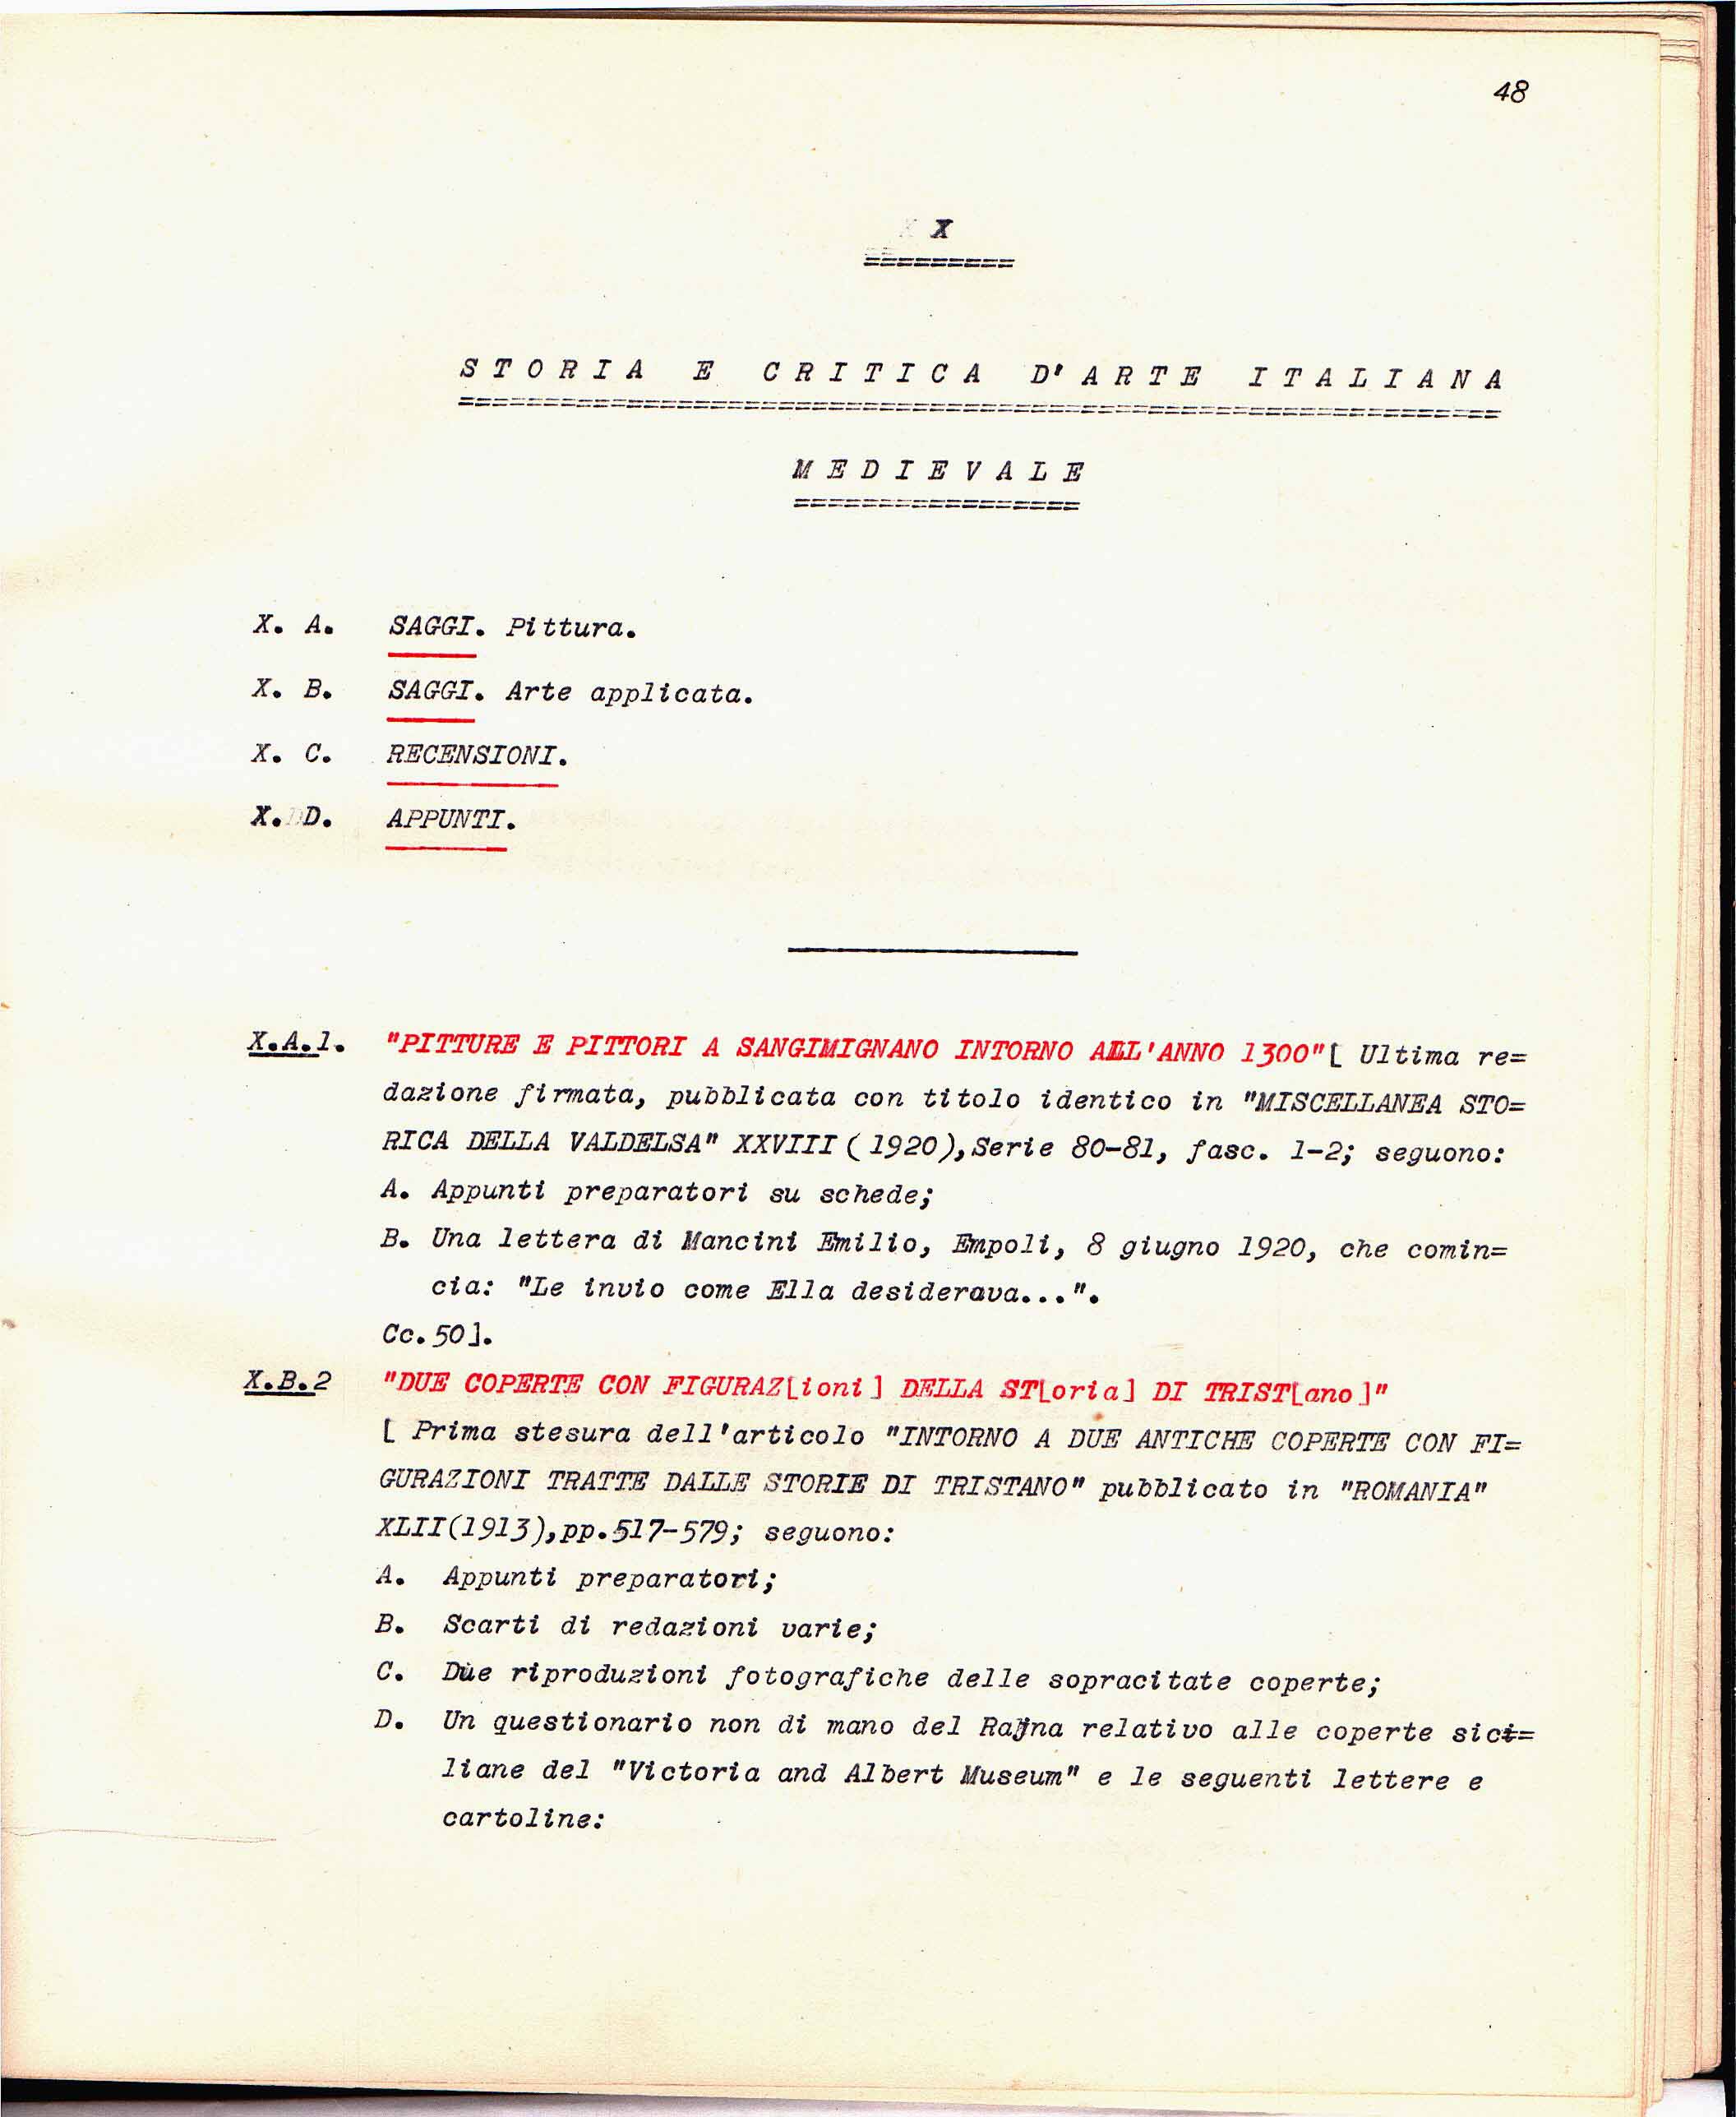 48
X
=========
STORIA E CRITICA D'ARTE ITALIANA
MEDIEVALE
X. A. SAGGI. Pittura.
X. B. SAGGI. Arte applicata.
X. C. RECENSIONI.
X. D. APPUNTI.
X.A.1. "PITTURE E PITTORI A SANGIMIGNANO INTORNO ALL'ANNO 1300"[ Ultima re=
dazione firmata, pubblicata con titolo identico in "MISCELLANEA STO=
RICA DELLA VALDELSA" XXVIII (1920),Serie 80-81, fasc. 1-2; seguono:
A. Appunti preparatori su schede;
B. Una lettera di Mancini Emilio, Empoli, 8 giugno 1920, che comin=
cia: "Le invio come Ella desiderava...".
Cc.50].
X.B.2 "DUE COPERTE CON FIGURAZ[ioni] DELLA ST[oria] DI TRIST[ano]"
[ Prima stesura dell'articolo "INTORNO A DUE ANTICHE COPERTE CON FI=
GURAZIONI TRATTE DALLE STORIE DI TRISTANO" pubblicato in "ROMANIA"
XLII(1913),pp.517-579; seguono:
A. Appunti preparatori;
B. Scarti di redazioni varie;
C. Due riproduzioni fotografiche delle sopracitate coperte;
D. Un questionario non di mano del Rajna relativo alle coperte sici=
liane del "Victoria and Albert Museum" e le seguenti lettere e
cartoline: